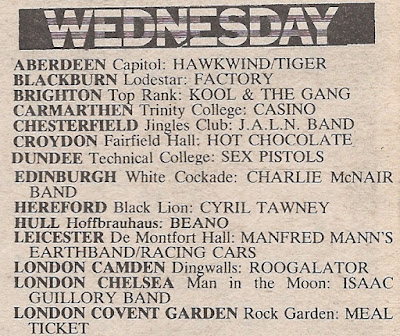 WEDNESDAY
ABERDEEN Capitol: HAWKWIND/TIGER
BLACKBURN Lodestar: FACTORY
BRIGHTON Top Rank: KOOL & THE GANG
CARMARTHEN Trinity College: CASINO
CHESTERFIELD Jingles Club: J.A.L.N. BAND
CROYDON Fairfield Hall: HOT CHOCOLATE
DUNDEE Technical College: SEX PISTOLS
EDINBURGH White Cockade: CHARLIE McNAIR
BAND
HEREFORD Black Lion: CYRIL TAWNEY
HULL Hoffbrauhaus: BEANO
LEICESTER De Montfort Hall: MANFRED MANN'S
EARTHBAND/RACING CARS
LONDON CAMDEN Dingwalls: ROOGALATOR
LONDON CHELSEA Man in the Moon: ISAAC
GUILLORY BAND
LONDON COVENT GARDEN Rock Garden: MEAL
TICKET